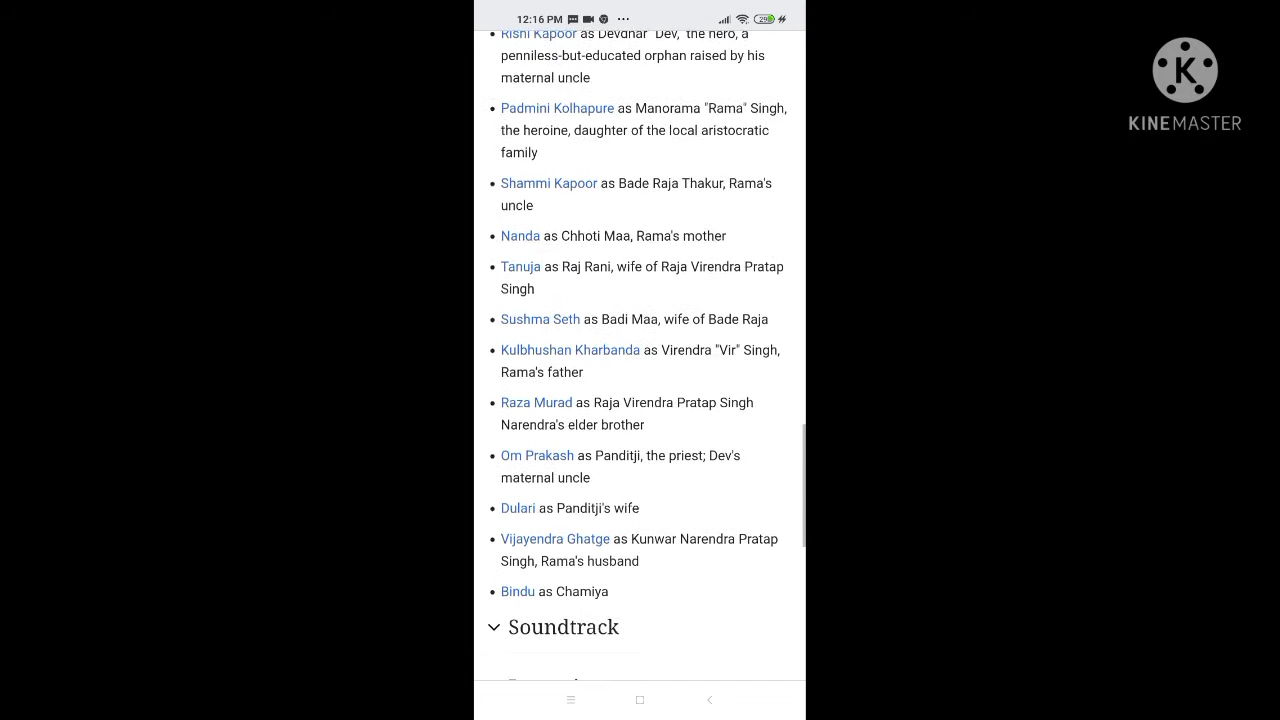 12:16 PM
29
Rishi Kapoor as Devdhar "Dev," the hero, a
penniless-but-educated orphan raised by his
maternal uncle
• Padmini Kolhapure as Manorama "Rama" Singh,
the heroine, daughter of the local aristocratic
family
• Shammi Kapoor as Bade Raja Thakur, Rama's
uncle
• Nanda as Chhoti Maa, Rama's mother
• Tanuja as Raj Rani, wife of Raja Virendra Pratap
Singh
• Sushma Seth as Badi Maa, wife of Bade Raja
• Kulbhushan Kharbanda as Virendra "Vir" Singh,
Rama's father
• Raza Murad as Raja Virendra Pratap Singh
Narendra's elder brother
• Om Prakash as Panditji, the priest; Dev's
maternal uncle
• Dulari as Panditji's wife
• Vijayendra Ghatge as Kunwar Narendra Pratap
Singh, Rama's husband
• Bindu as Chamiya
Soundtrack
K
KINEMASTER